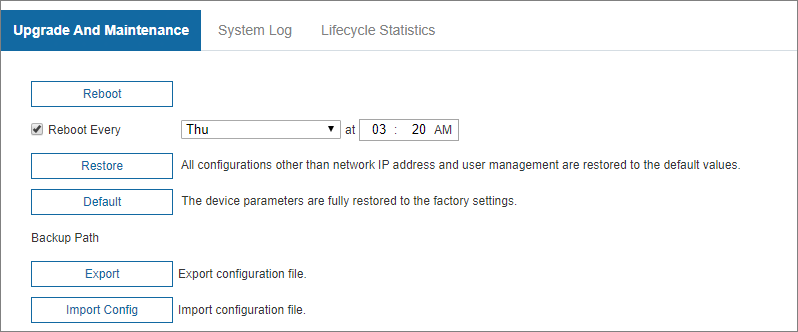 Upgrade And Maintenance System Log Lifecycle Statistics
Reboot
Reboot Every Thu at 03 : 20 AM
Restore All configurations other than network IP address and user management are restored to the default values.
Default The device parameters are fully restored to the factory settings.
Backup Path
Export Export configuration file.
Import Config Import configuration file.